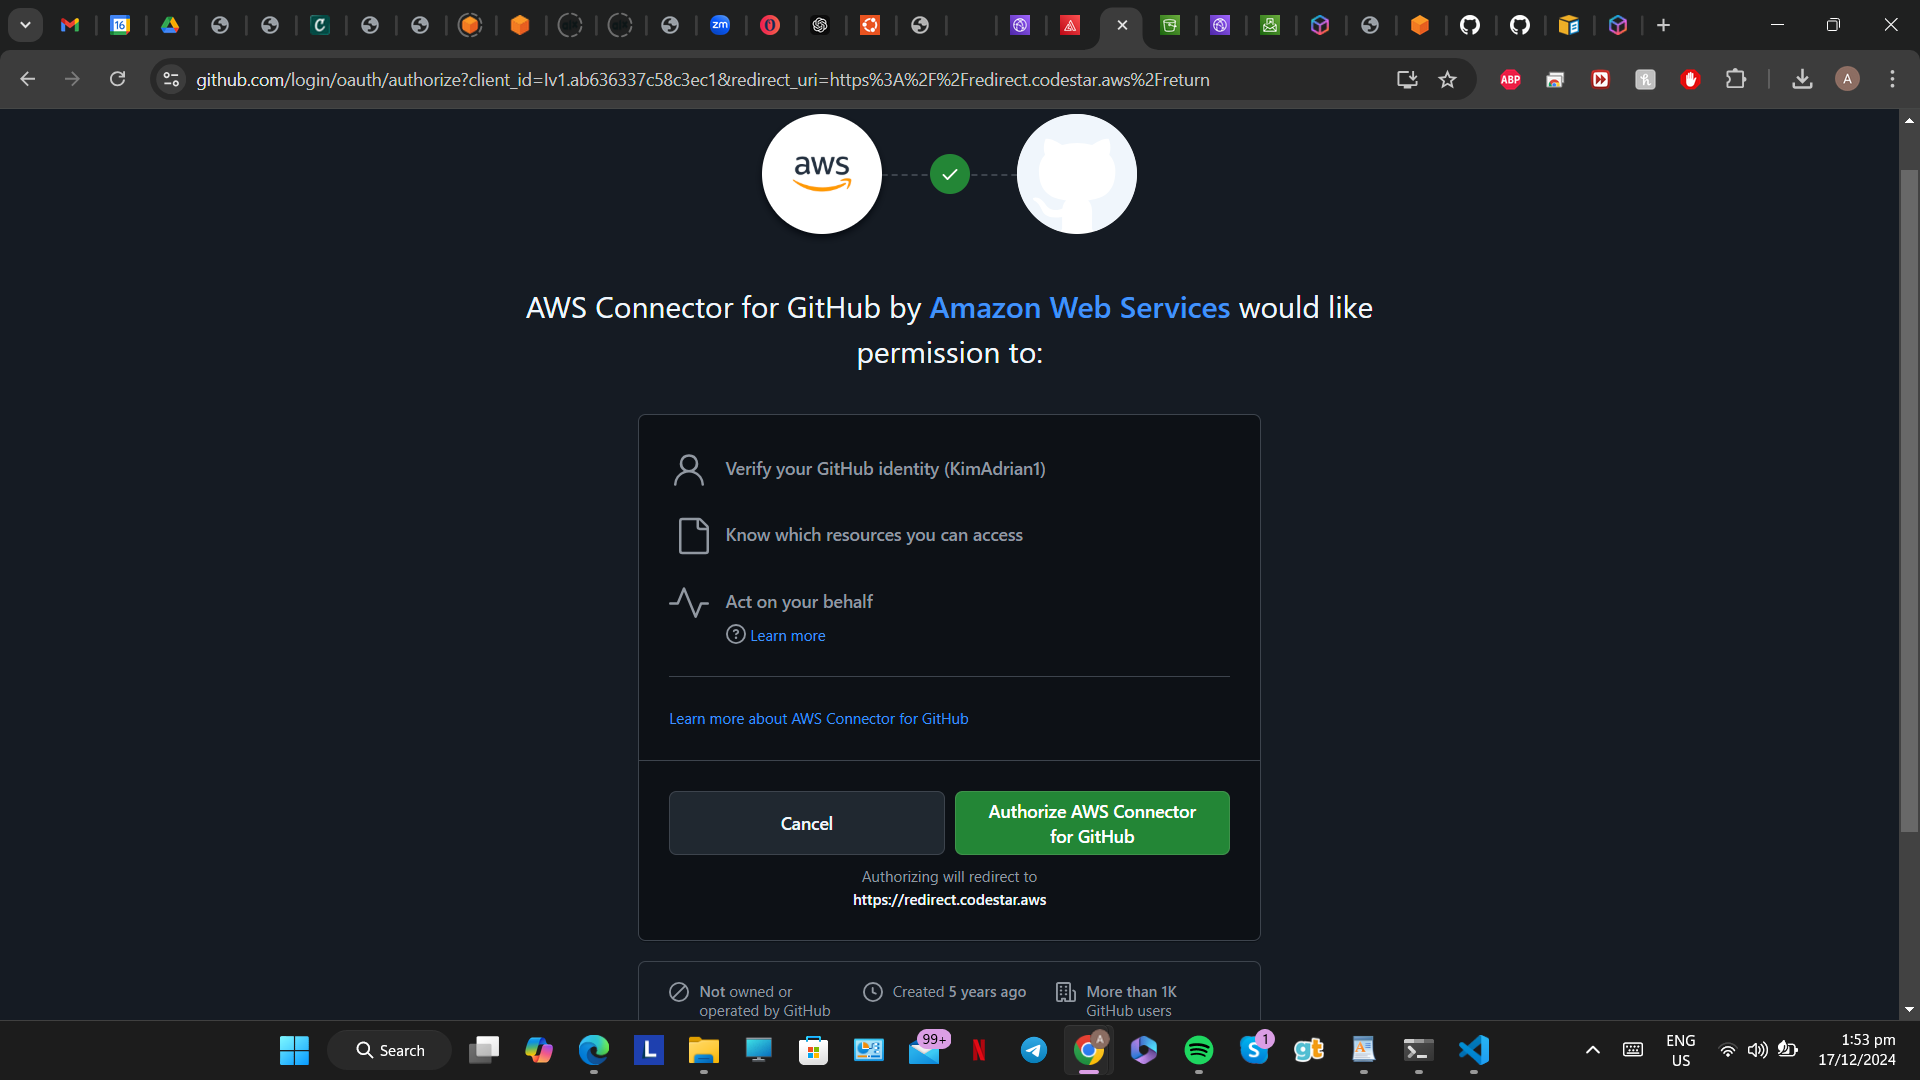 16
C
zm
github.com/login/oauth/authorize?client_id=Iv1.ab636337c58c3ec1&redirect_uri=https%3A%2F%2Fredirect.codestar.aws%2Freturn
ABP
A
aws
AWS Connector for GitHub by Amazon Web Services would like
permission to:
Verify your GitHub identity (KimAdrian1)
Know which resources you can access
Act on your behalf
Learn more
Learn more about AWS Connector for GitHub
Cancel
Authorize AWS Connector
for GitHub
Authorizing will redirect to
https://redirect.codestar.aws
Not owned or
operated by GitHub
Created 5 years ago
More than 1K
GitHub users
Search
L
99+
N
A
S
1
gt
ENG
US
1:53 pm
17/12/2024